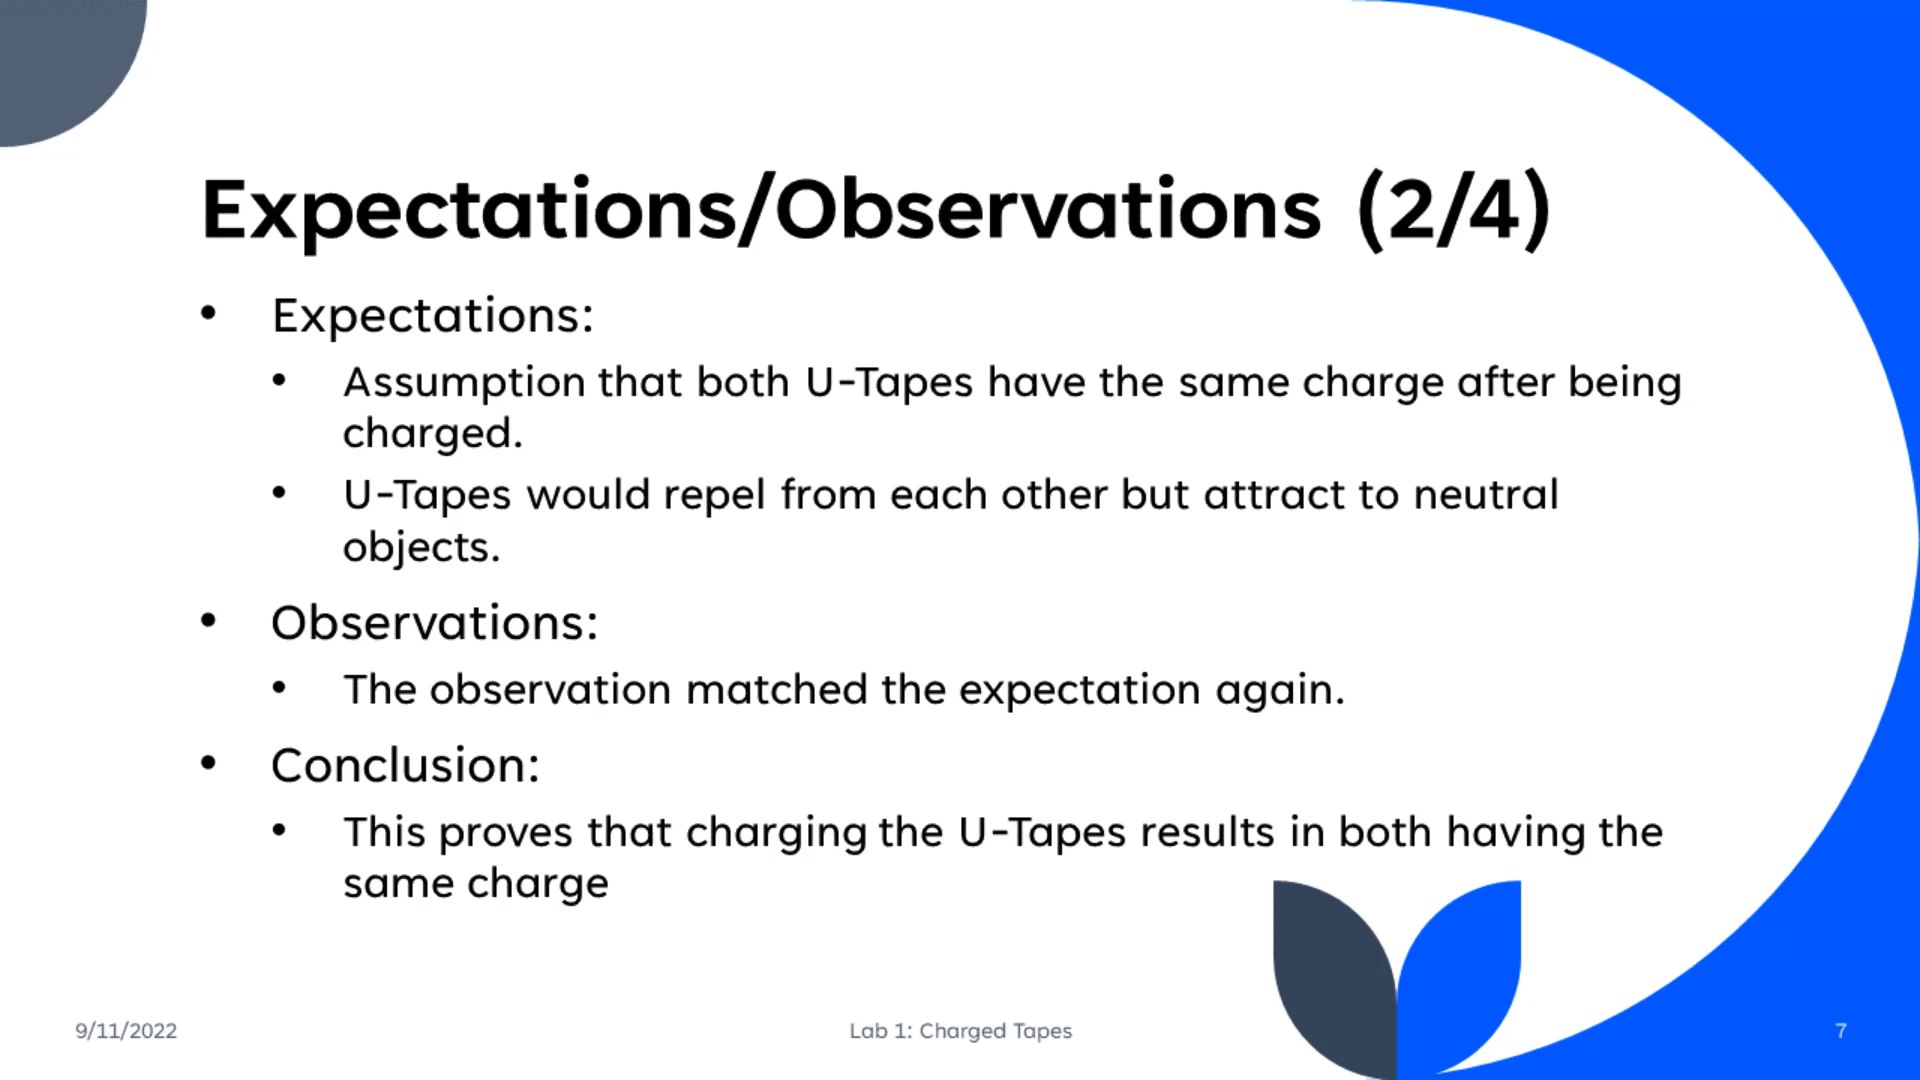 Expectations/Observations (2/4)
• Expectations:
• Assumption that both U-Tapes have the same charge after being
charged.
• U-Tapes would repel from each other but attract to neutral
objects.
• Observations:
• The observation matched the expectation again.
• Conclusion:
• This proves that charging the U-Tapes results in both having the
same charge
9/11/2022
Lab 1: Charged Tapes
7